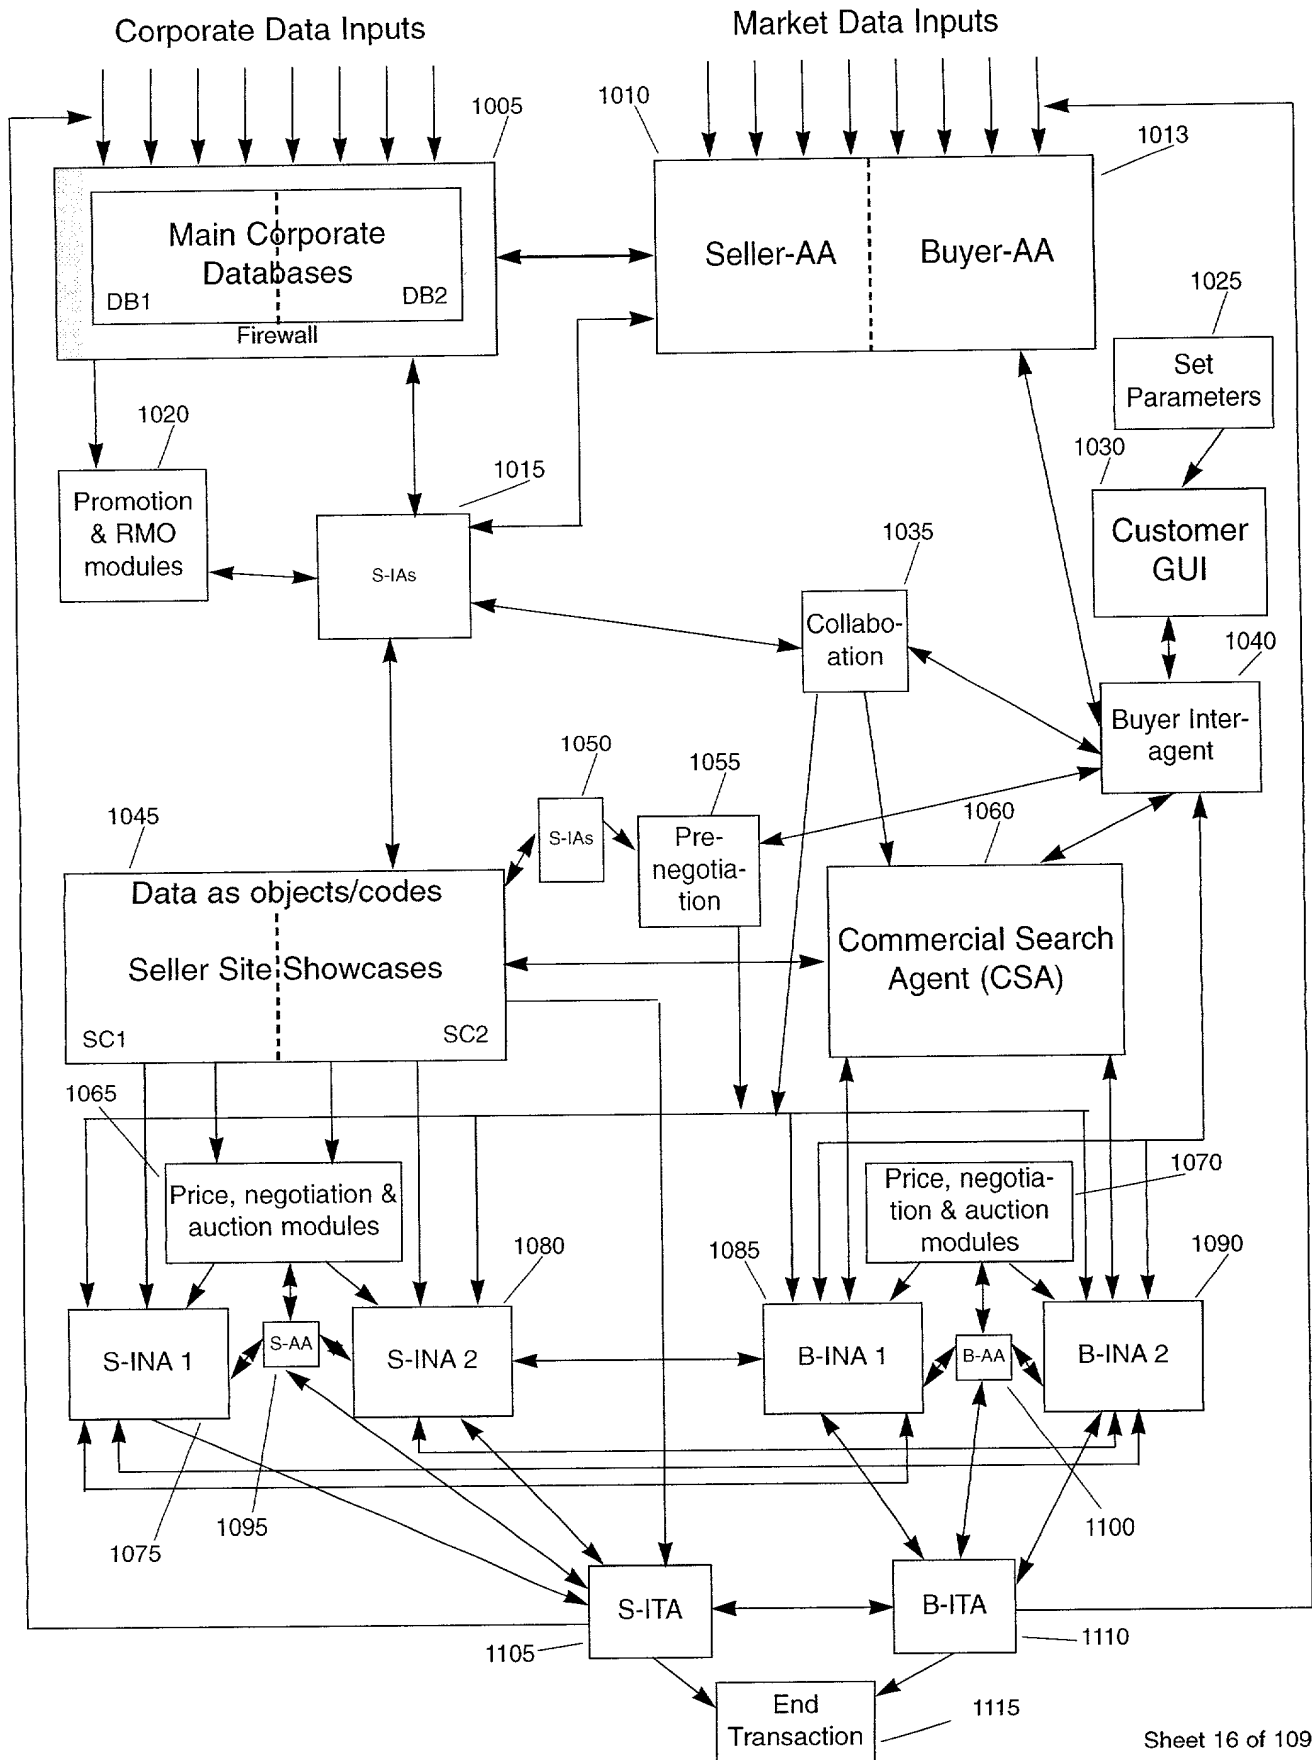 Corporate Data Inputs
Market Data Inputs
1005
1010
1013
Main Corporate
Databases
DB1
DB2
Firewall
Seller-AA
Buyer-AA
1025
Set
Parameters
1020
Promotion
& RMO
modules
1015
S-IAs
1030
Customer
GUI
1035
Collabo-
ation
1040
Buyer Inter-
agent
1045
Data as objects/codes
Seller Site Showcases
SC1
SC2
1050
S-IAs
1055
Pre-
negotia-
tion
1060
Commercial Search
Agent (CSA)
1065
Price, negotiation &
auction modules
1070
Price, negotia-
tion & auction
modules
1080
1085
1090
S-INA 1
S-AA
S-INA 2
B-INA 1
B-AA
B-INA 2
1075
1095
1100
S-ITA
1105
B-ITA
1110
End
Transaction
1115
Sheet 16 of 109